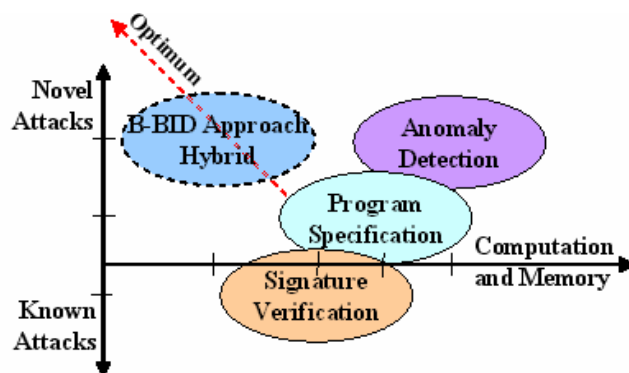 Optimum
Novel
Attacks
B-BID Approach
Hybrid
Anomaly
Detection
Program
Specification
Computation
and Memory
Signature
Verification
Known
Attacks